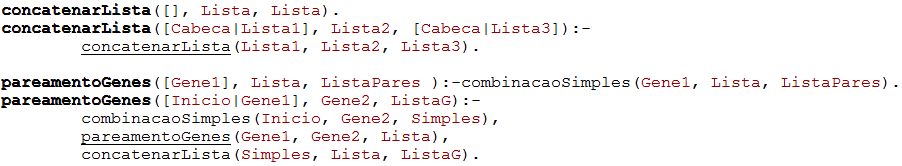 concatenarLista([], Lista, Lista).
concatenarLista([Cabeca|Lista1], Lista2, [Cabeca|Lista3]):-
concatenarLista(Lista1, Lista2, Lista3).
pareamentoGenes([Gene1], Lista, ListaPares ):-combinacaoSimples(Gene1, Lista, ListaPares).
pareamentoGenes([Inicio|Gene1], Gene2, ListaG):-
combinacaoSimples(Inicio, Gene2, Simples),
pareamentoGenes(Gene1, Gene2, Lista),
concatenarLista(Simples, Lista, ListaG).